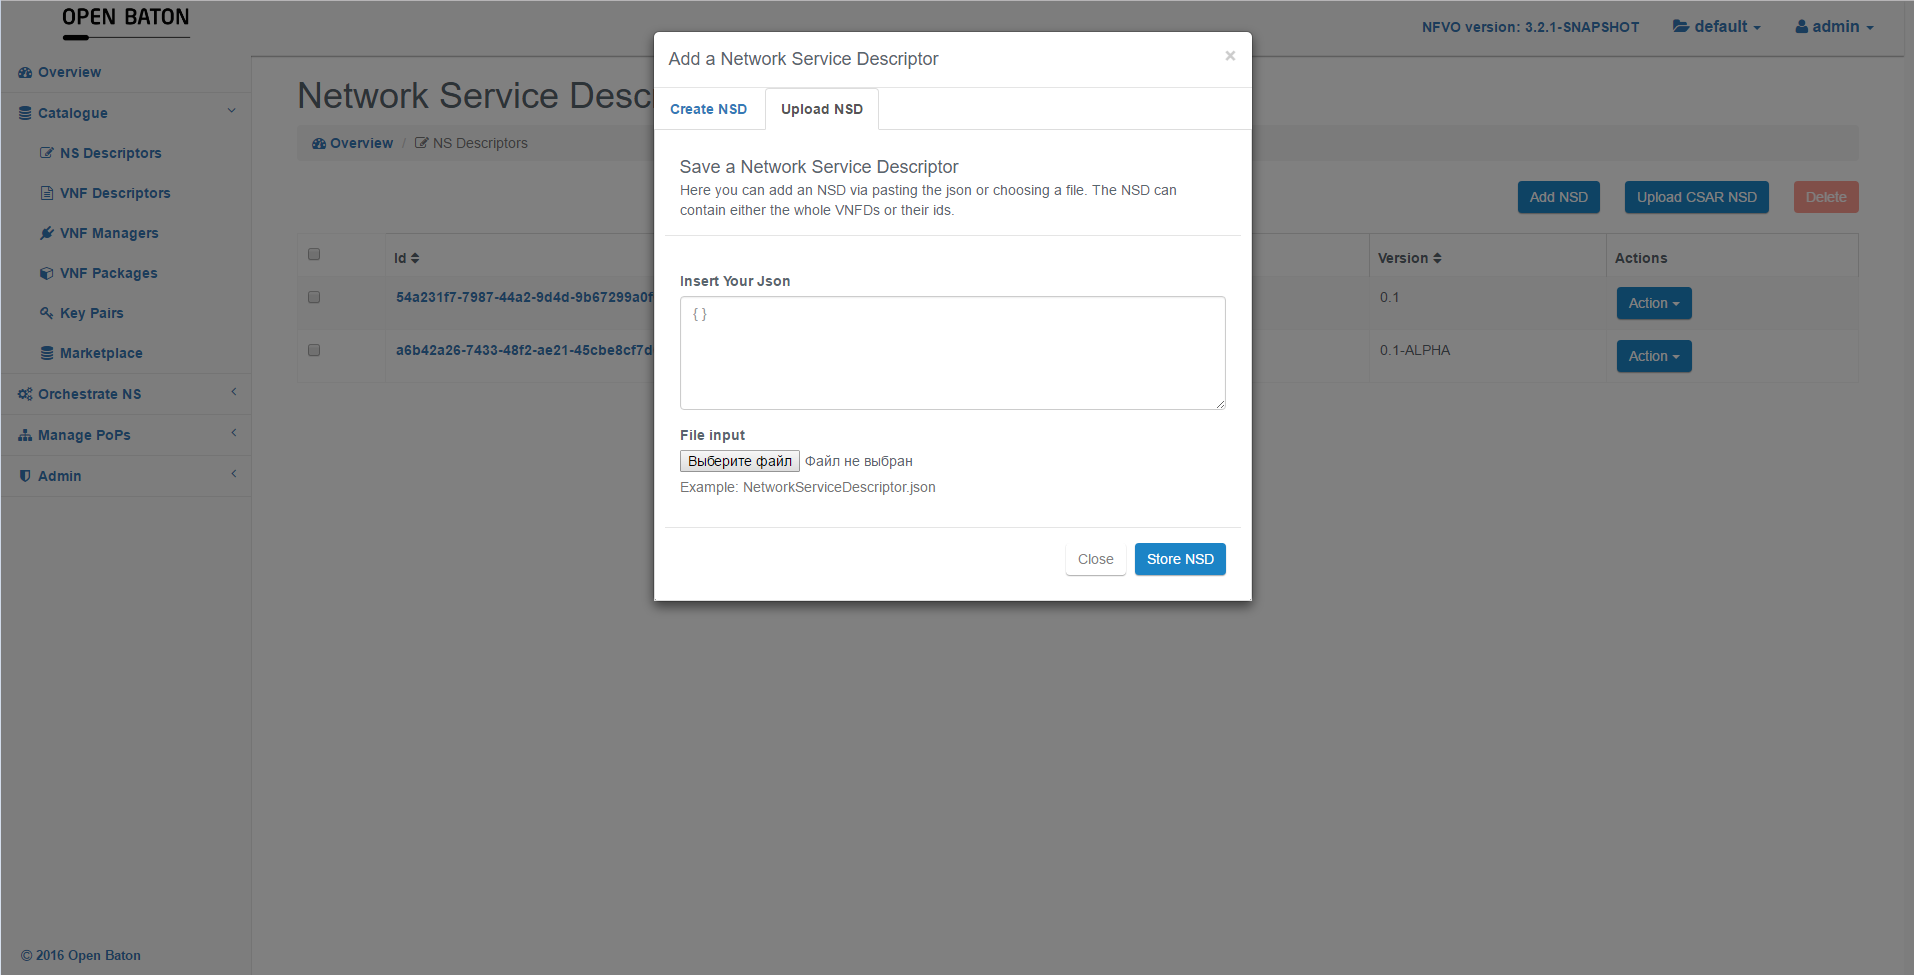 OPEN BATON
NFVO version: 3.2.1-SNAPSHOT
default
admin
Overview
Catalogue
NS Descriptors
VNF Descriptors
VNF Managers
VNF Packages
Key Pairs
Marketplace
Orchestrate NS
Manage PoPs
Admin
© 2016 Open Baton
Network Service
Overview / NS Descriptors
Add NSD
Upload CSAR NSD
Delete
Id
Version
Actions
54a231f7-7987-44a2-9d4d-9b67299a0f
0.1
Action
a6b42a26-7433-48f2-ae21-45cbe8cf7d
0.1-ALPHA
Action
Add a Network Service Descriptor
×
Create NSD
Upload NSD
Save a Network Service Descriptor
Here you can add an NSD via pasting the json or choosing a file. The NSD can
contain either the whole VNFDs or their ids.
Insert Your Json
{ }
File input
Выберите файл Файл не выбран
Example: NetworkServiceDescriptor.json
Close
Store NSD